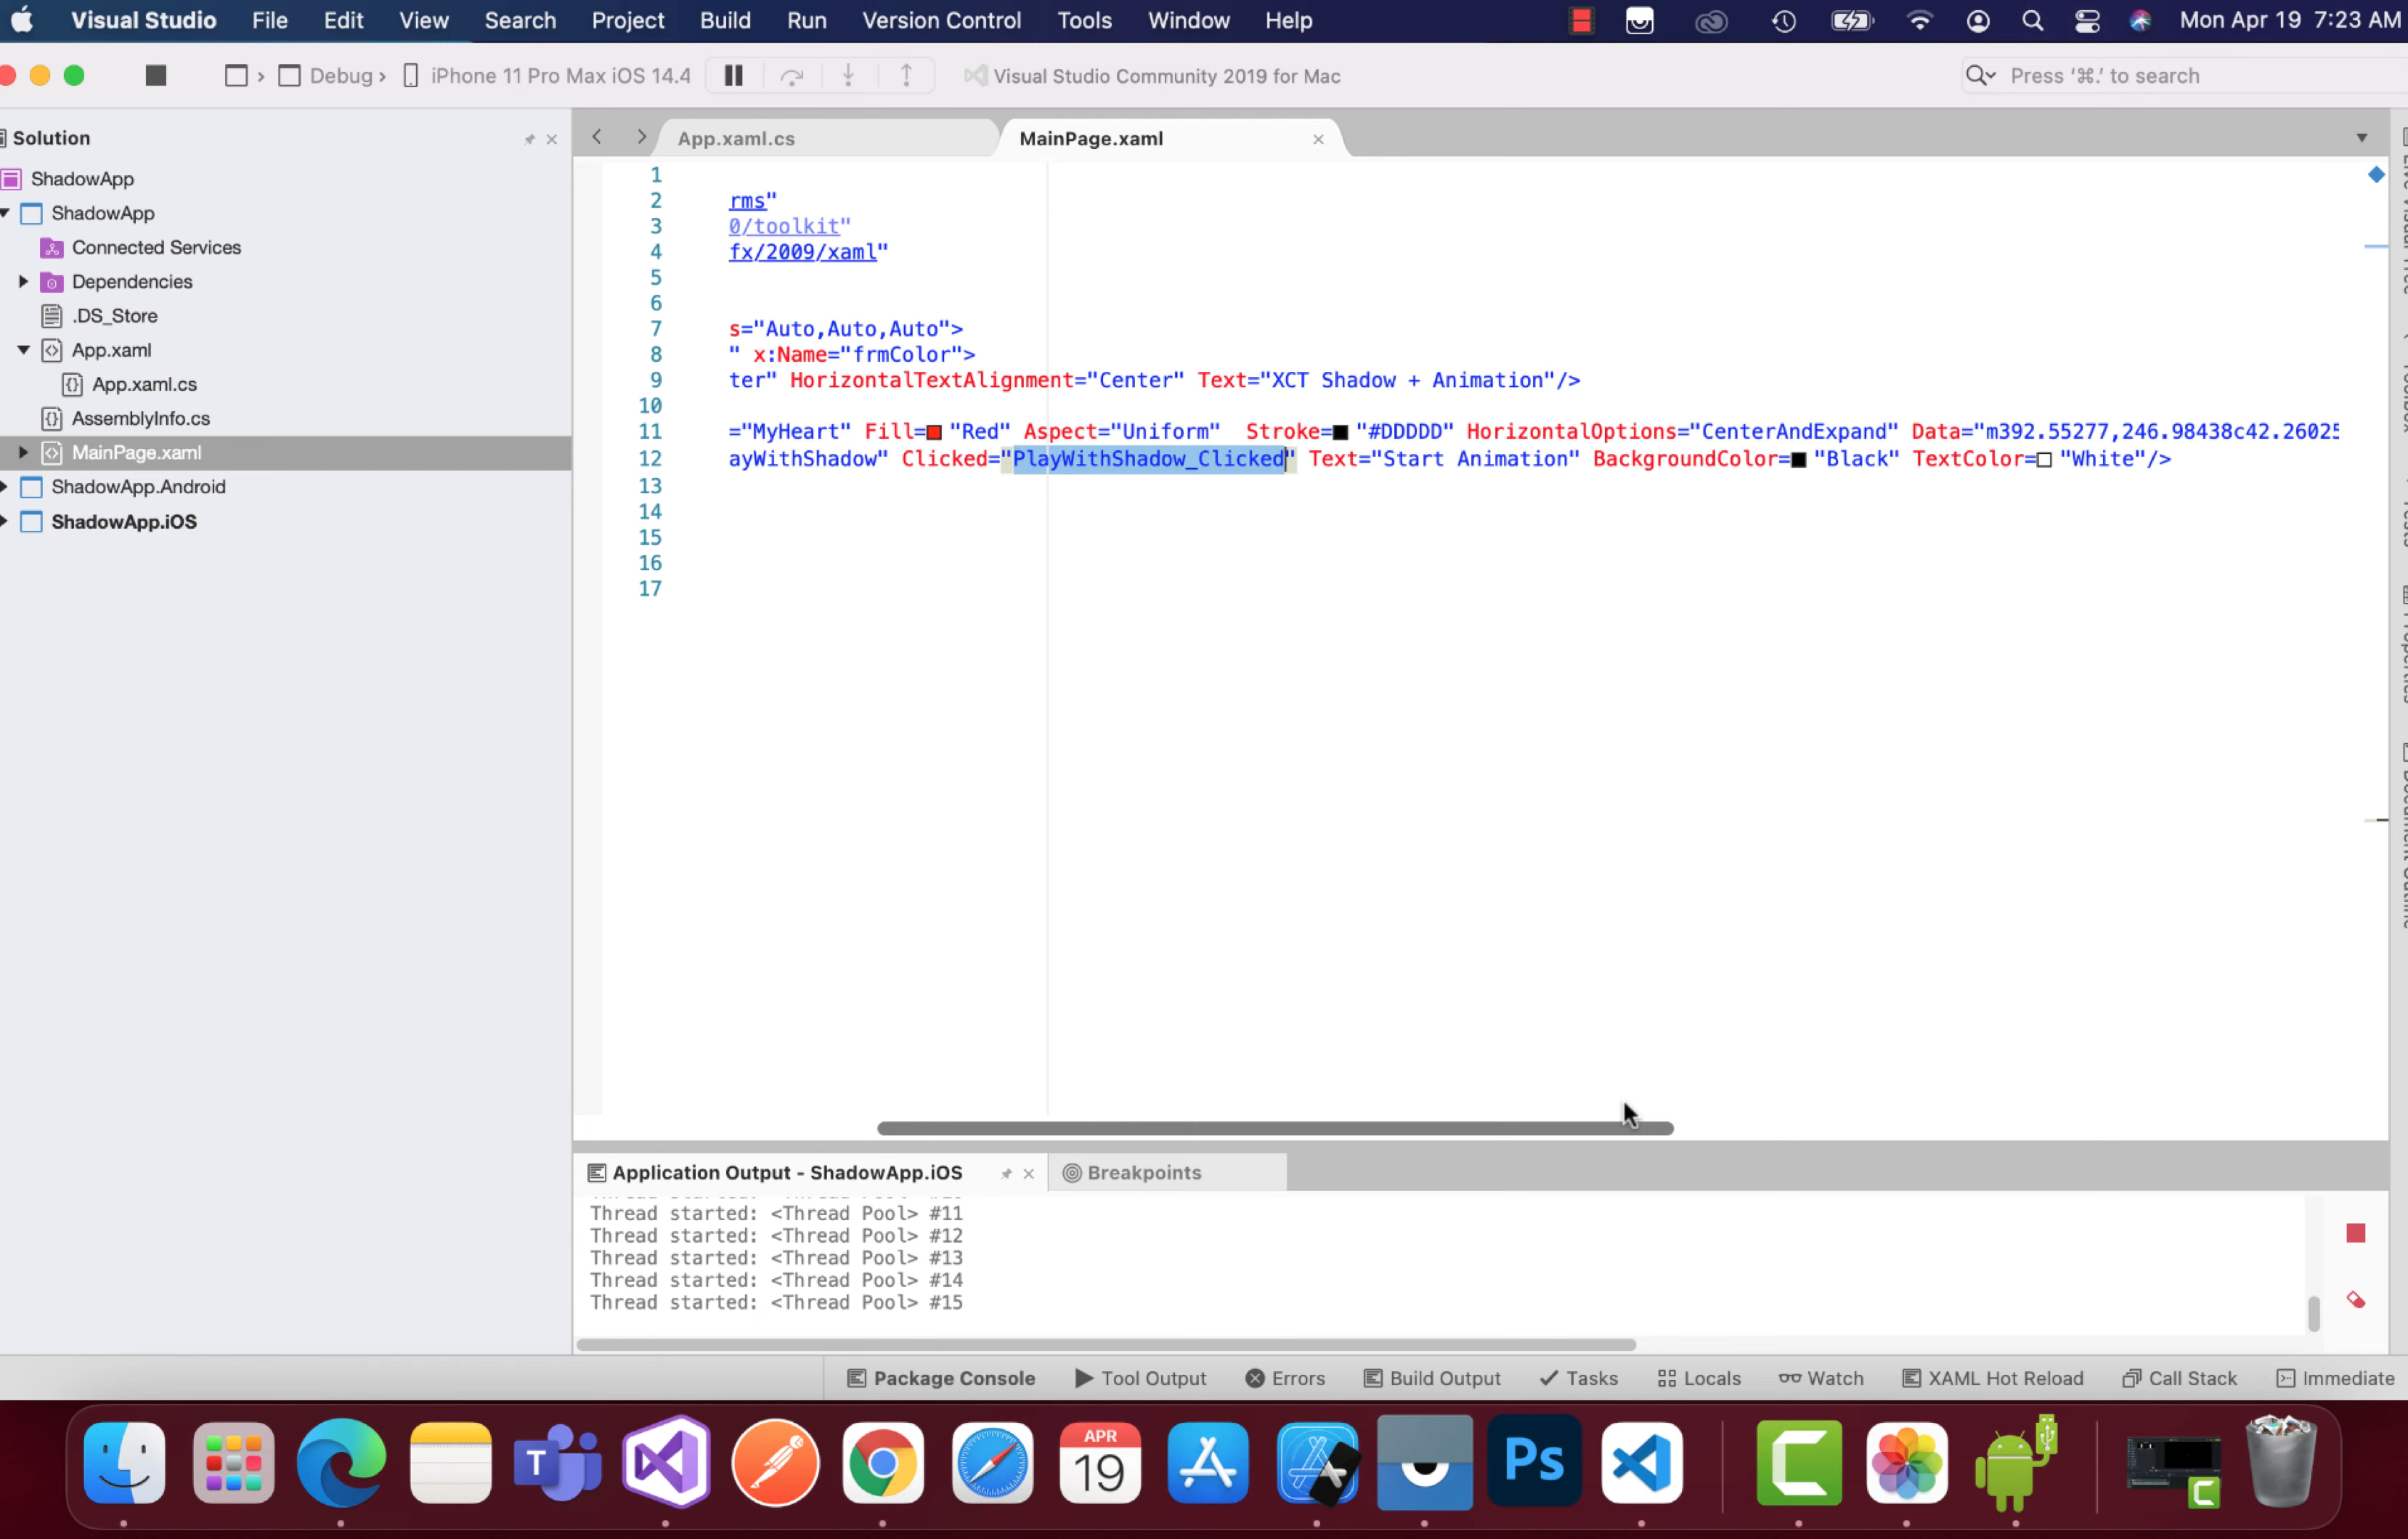 Visual Studio File Edit View Search Project Build Run Version Control Tools Window Help Mon Apr 19 7:23 AM
Debug iPhone 11 Pro Max iOS 14.4 Visual Studio Community 2019 for Mac Press '⌘.' to search
Solution
ShadowApp
ShadowApp
Connected Services
Dependencies
.DS_Store
App.xaml
App.xaml.cs
AssemblyInfo.cs
MainPage.xaml
ShadowApp.Android
ShadowApp.iOS
App.xaml.cs MainPage.xaml
1
2 rms"
3 0/toolkit"
4 fx/2009/xaml"
5
6
7 s="Auto,Auto,Auto">
8 " x:Name="frmColor">
9 ter" HorizontalTextAlignment="Center" Text="XCT Shadow + Animation"/>
10
11 ="MyHeart" Fill="Red" Aspect="Uniform" Stroke="#DDDDD" HorizontalOptions="CenterAndExpand" Data="m392.55277,246.98438c42.26025
12 ayWithShadow" Clicked="PlayWithShadow_Clicked" Text="Start Animation" BackgroundColor="Black" TextColor="White"/>
13
14
15
16
17
Application Output - ShadowApp.iOS Breakpoints
Thread started: <Thread Pool> #11
Thread started: <Thread Pool> #12
Thread started: <Thread Pool> #13
Thread started: <Thread Pool> #14
Thread started: <Thread Pool> #15
Package Console Tool Output Errors Build Output Tasks Locals Watch XAML Hot Reload Call Stack Immediate
T
APR
19
Ps